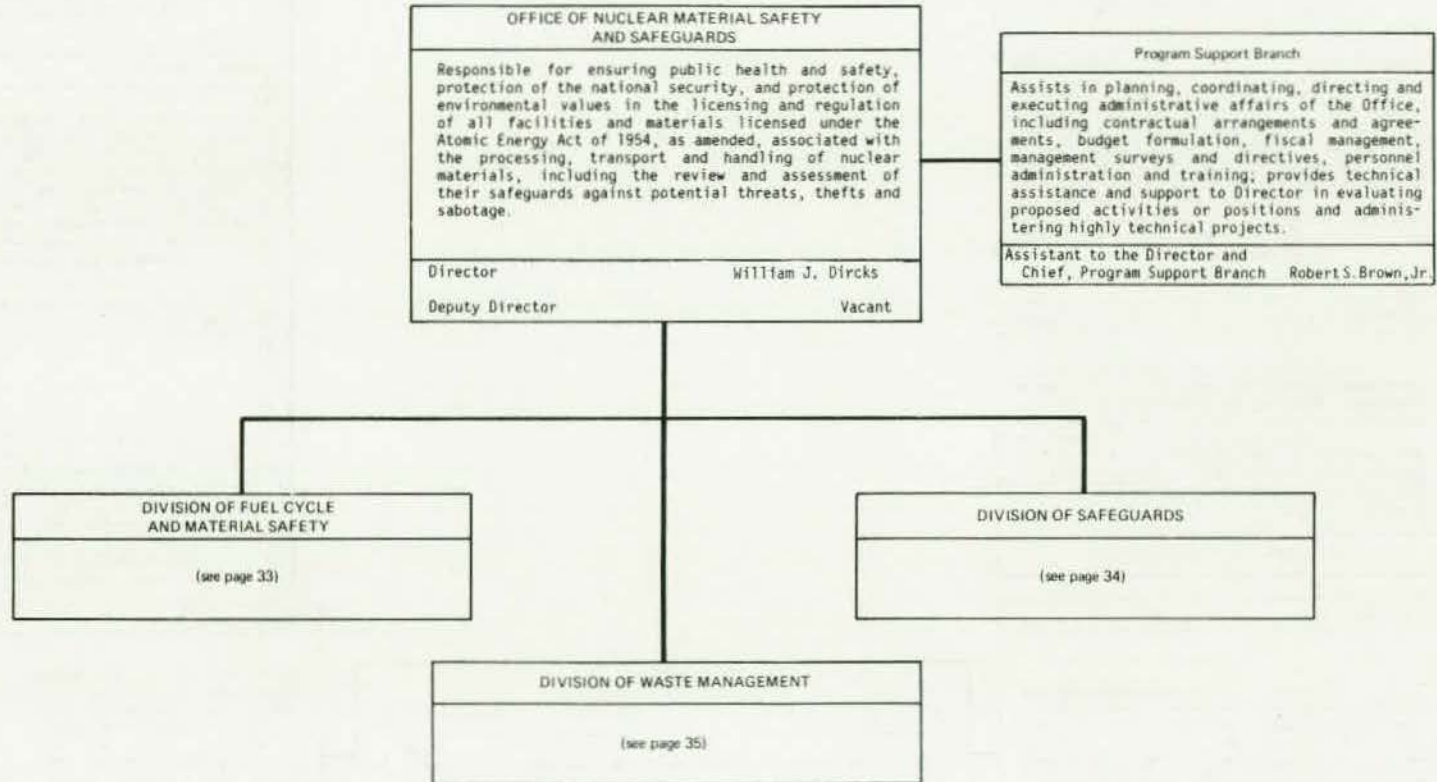 OFFICE OF NUCLEAR MATERIAL SAFETY
AND SAFEGUARDS
Responsible for ensuring public health and safety,
protection of the national security, and protection of
environmental values in the licensing and regulation
of all facilities and materials licensed under the
Atomic Energy Act of 1954, as amended, associated with
the processing, transport and handling of nuclear
materials, including the review and assessment of
their safeguards against potential threats, thefts and
sabotage.
Director William J. Dircks
Deputy Director Vacant
Program Support Branch
Assists in planning, coordinating, directing and
executing administrative affairs of the Office,
including contractual arrangements and agree-
ments, budget formulation, fiscal management,
management surveys and directives, personnel
administration and training; provides technical
assistance and support to Director in evaluating
proposed activities or positions and adminis-
tering highly technical projects.
Assistant to the Director and
Chief, Program Support Branch Robert S. Brown, Jr.
DIVISION OF FUEL CYCLE
AND MATERIAL SAFETY
(see page 33)
DIVISION OF SAFEGUARDS
(see page 34)
DIVISION OF WASTE MANAGEMENT
(see page 35)